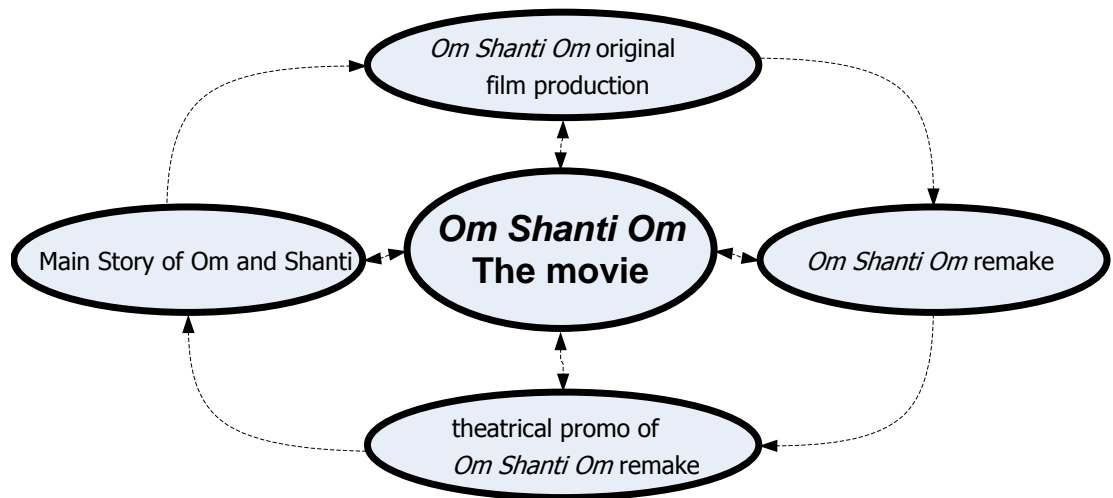 Om Shanti Om original
film production
Om Shanti Om
The movie
Main Story of Om and Shanti
Om Shanti Om remake
theatrical promo of
Om Shanti Om remake